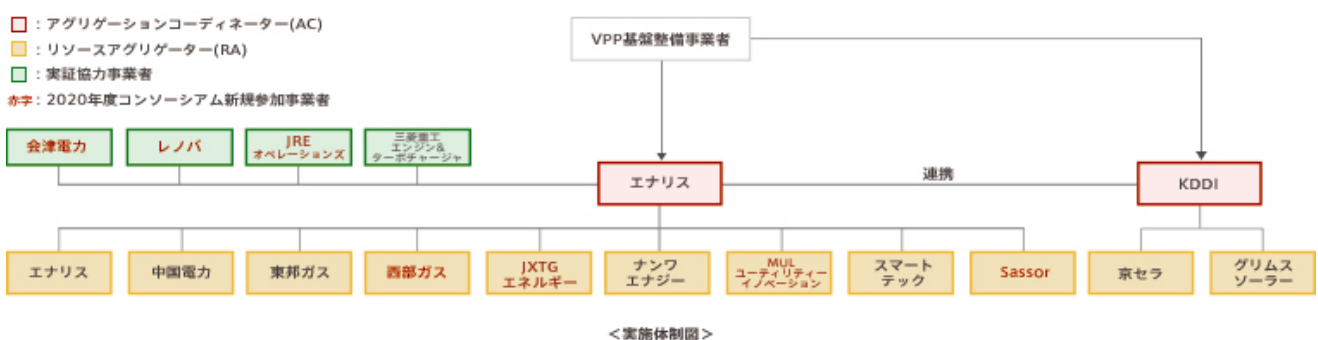 ：アグリゲーションコーディネーター(AC)
：リソースアグリゲーター(RA)
：実証協力事業者
赤字：2020年度コンソーシアム新規参加事業者
VPP基盤整備事業者
会津電力
レノバ
JRE
オペレーションズ
三菱重工
エンジン&
ターボチャージャ
エナリス
連携
KDDI
エナリス
中国電力
東邦ガス
西部ガス
JXTG
エネルギー
ナンワ
エナジー
MUL
ユーティリティー
イノベーション
スマート
テック
Sassor
京セラ
グリムス
ソーラー
＜実施体制図＞